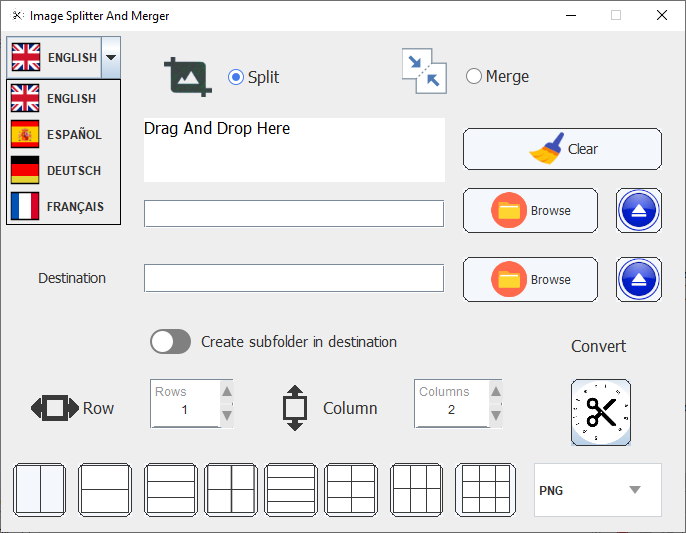 Image Splitter And Merger
ENGLISH
ENGLISH
ESPAÑOL
DEUTSCH
FRANÇAIS
Split
Merge
Drag And Drop Here
Clear
Browse
Destination
Browse
Create subfolder in destination
Convert
Row
Rows
1
Column
Columns
2
PNG